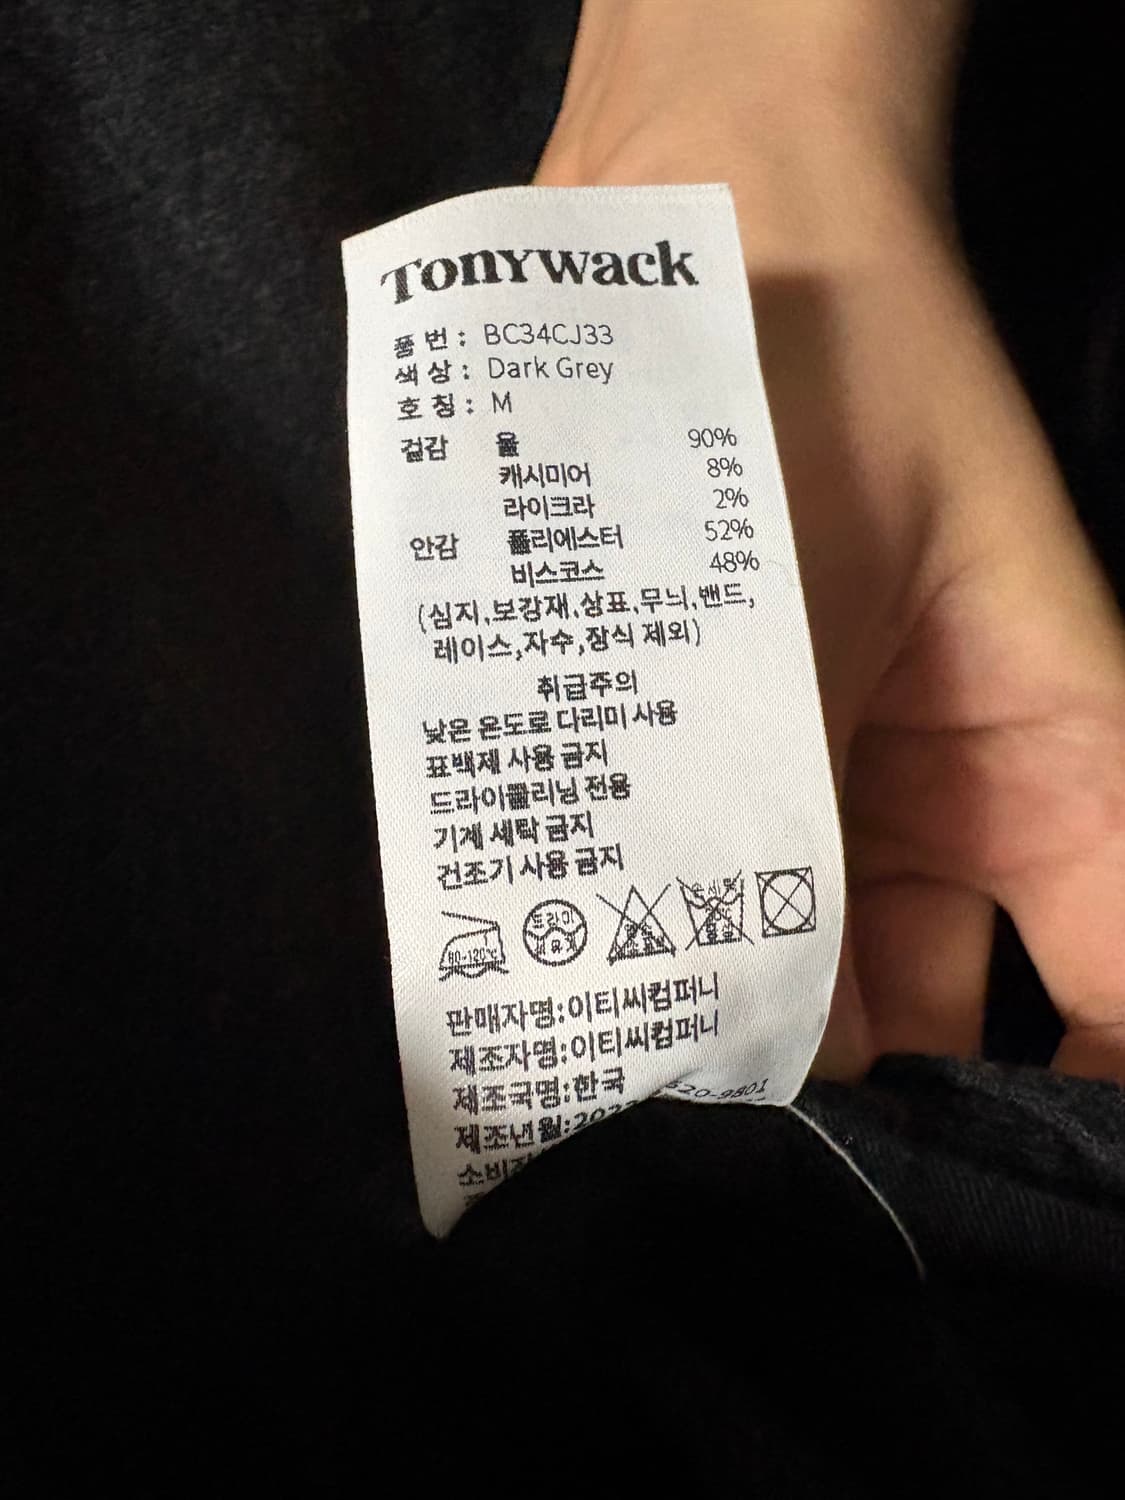 Tonywack
품 번 : BC34CJ33
색 상 : Dark Grey
호 칭 : M
겉감 울 90%
캐시미어 8%
라이크라 2%
안감 폴리에스터 52%
비스코스 48%
(심지,보강재,상표,무늬,밴드,
레이스,자수,장식 제외)
취급주의
낮은 온도로 다리미 사용
표백제 사용 금지
드라이클리닝 전용
기계 세탁 금지
건조기 사용 금지
80-120℃ 드라이
판매자명:이티씨컴퍼니
제조자명:이티씨컴퍼니
제조국명:한국
520-9801
제조년월: